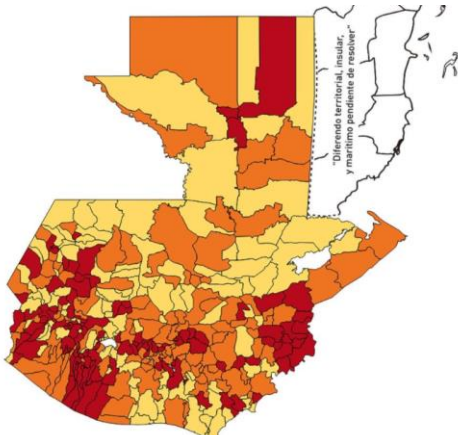 "Diferendo territorial, insular,
y marítimo pendiente de resolver"